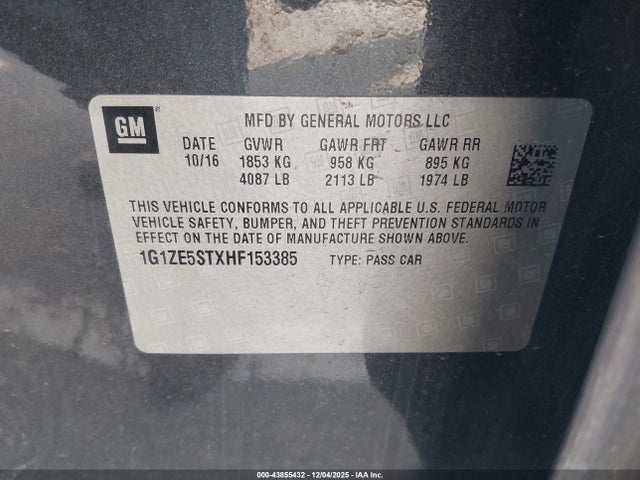 GM
MFD BY GENERAL MOTORS LLC
DATE GVWR GAWR FRT GAWR RR
10/16 1853 KG 958 KG 895 KG
4087 LB 2113 LB 1974 LB
THIS VEHICLE CONFORMS TO ALL APPLICABLE U.S. FEDERAL MOTOR
VEHICLE SAFETY, BUMPER, AND THEFT PREVENTION STANDARDS IN
EFFECT ON THE DATE OF MANUFACTURE SHOWN ABOVE.
1G1ZE5STXHF153385 TYPE: PASS CAR
000-43855432 - 12/04/2025 - IAA Inc.